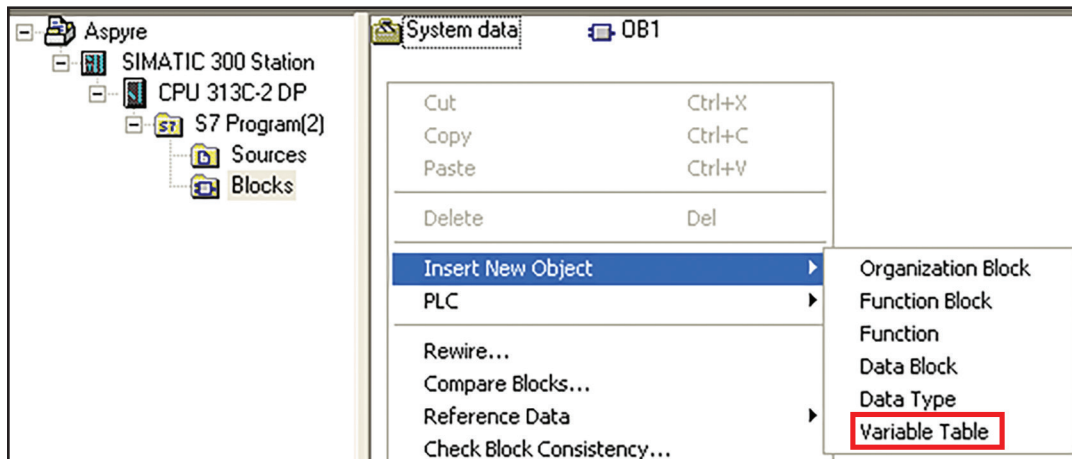 Aspyre
SIMATIC 300 Station
CPU 313C-2 DP
S7 Program(2)
Sources
Blocks
System data
OB1
Cut Ctrl+X
Copy Ctrl+C
Paste Ctrl+V
Delete Del
Insert New Object
PLC
Rewire...
Compare Blocks...
Reference Data
Check Block Consistency...
Organization Block
Function Block
Function
Data Block
Data Type
Variable Table